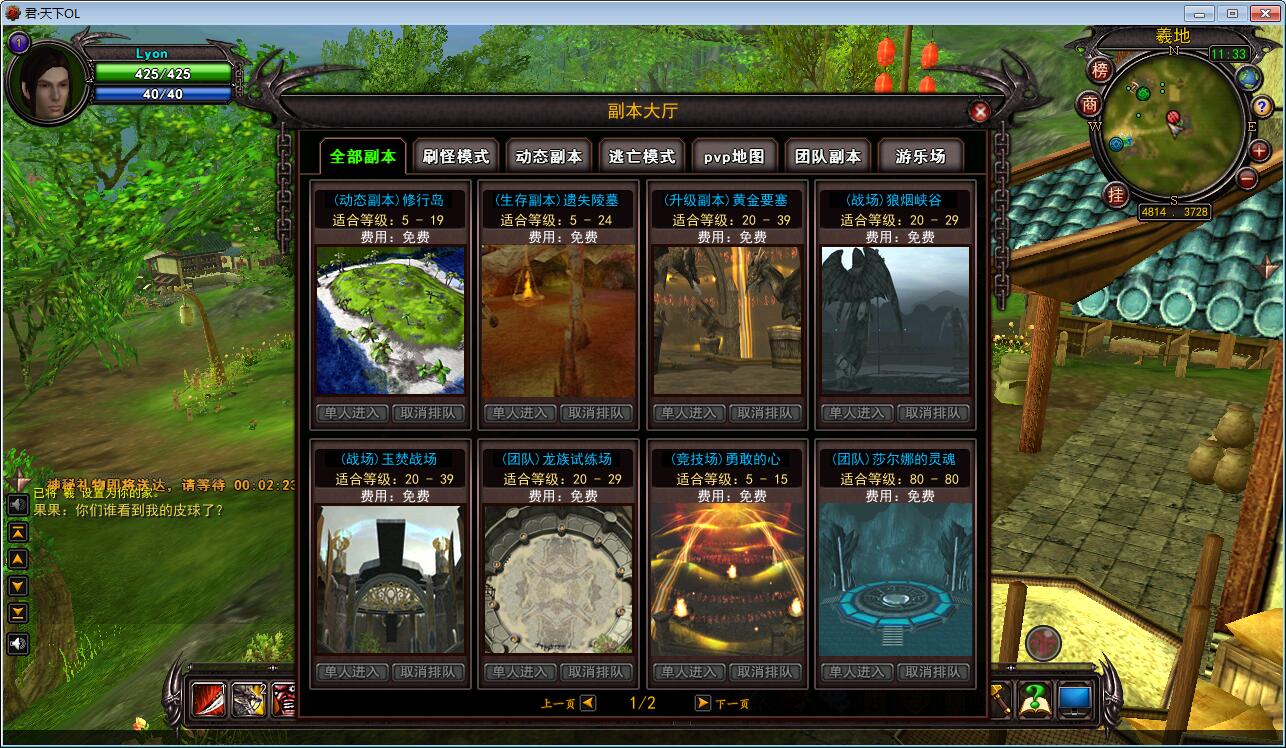 君·天下OL
1
Lyon
425/425
40/40
羲地
N
11:33
榜
商
W
E
?
挂
S
4814 . 3728
副本大厅
全部副本
刷怪模式
动态副本
逃亡模式
pvp地图
团队副本
游乐场
(动态副本)修行岛
适合等级: 5 - 19
费用: 免费
单人进入
取消排队
(生存副本)遗失陵墓
适合等级: 5 - 24
费用: 免费
单人进入
取消排队
(升级副本)黄金要塞
适合等级: 20 - 39
费用: 免费
单人进入
取消排队
(战场)狼烟峡谷
适合等级: 20 - 29
费用: 免费
单人进入
取消排队
(战场)玉焚战场
适合等级: 20 - 39
费用: 免费
单人进入
取消排队
(团队)龙族试练场
适合等级: 20 - 29
费用: 免费
单人进入
取消排队
(竞技场)勇敢的心
适合等级: 5 - 15
费用: 免费
单人进入
取消排队
(团队)莎尔娜的灵魂
适合等级: 80 - 80
费用: 免费
单人进入
取消排队
上一页
1/2
下一页
神秘礼物即将送达，请等待 00:02:23
已将 羲 设置为你的家。
果果: 你们谁看到我的皮球了?
2
?